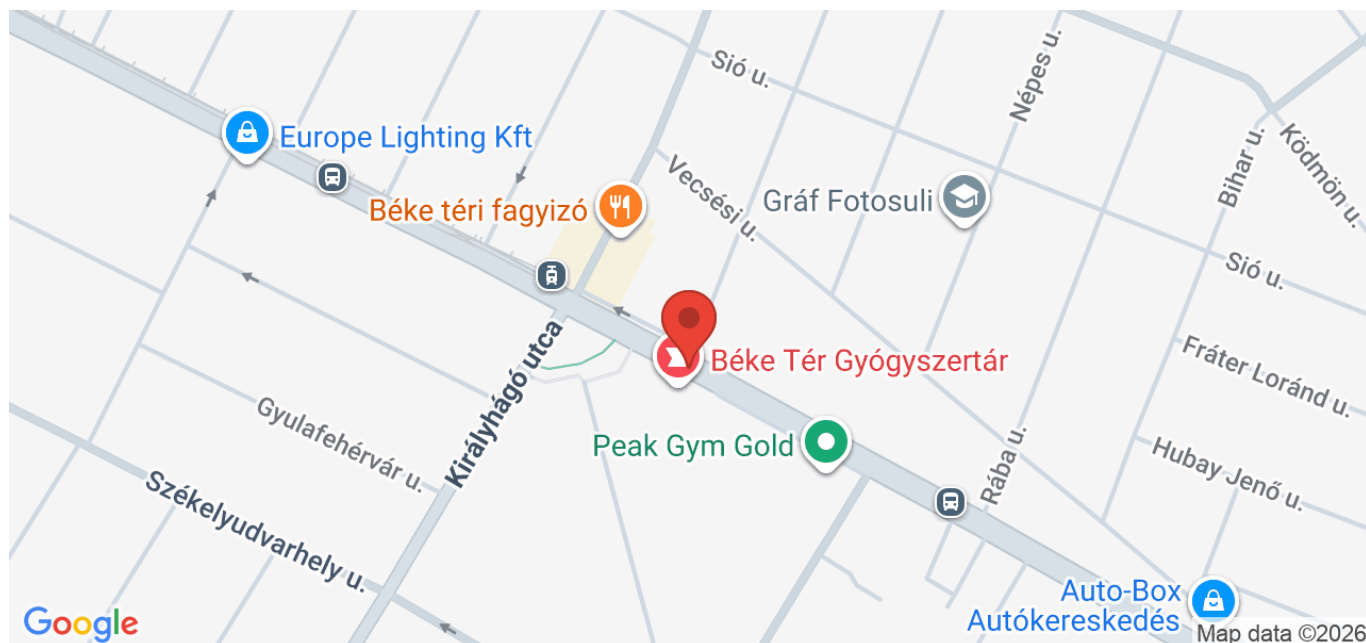 Sió u.
Népes u.
Bihar u.
Ködmön u.
Europe Lighting Kft
Vecsési u.
Gráf Fotosuli
Béke téri fagyizó
Sió u.
Királyhágó utca
Béke Tér Gyógyszertár
Fráter Loránd u.
Gyulafehérvár u.
Peak Gym Gold
Rába u.
Hubay Jenő u.
Székelyudvarhely u.
Auto-Box
Autókereskedés
Google
Map data ©2026